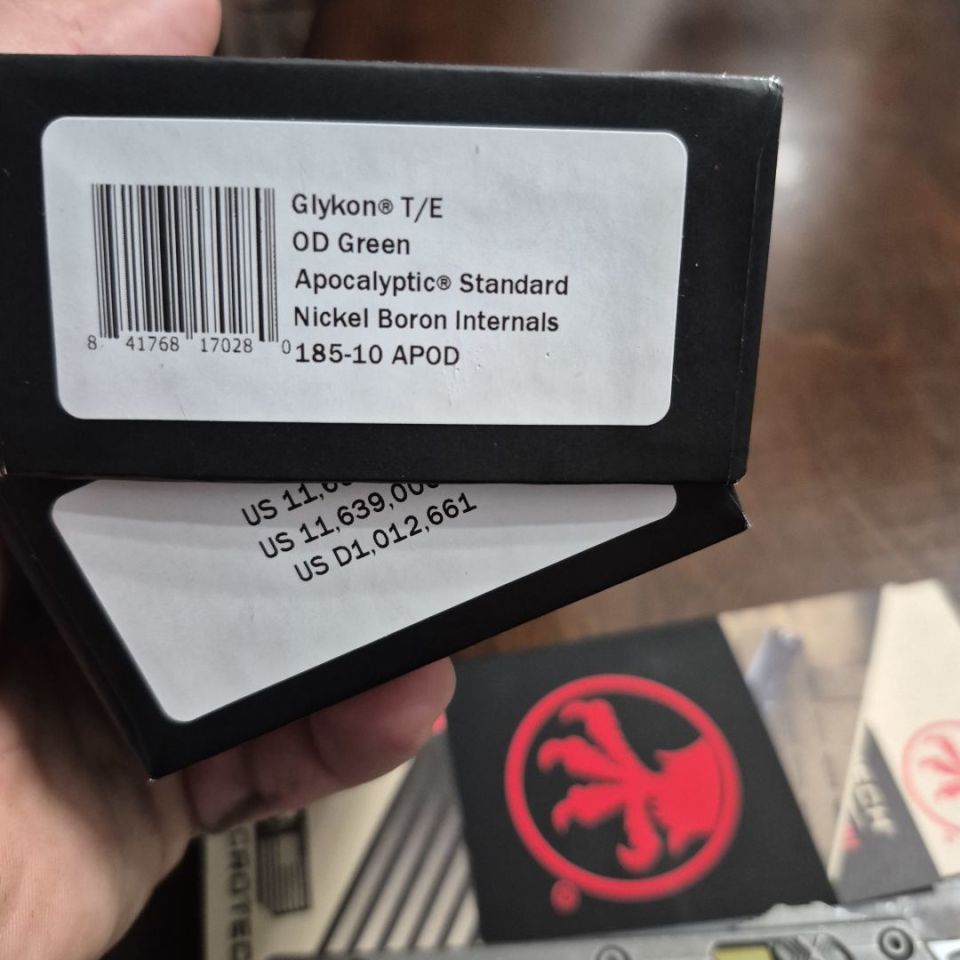 Glykon® T/E
OD Green
Apocalyptic® Standard
Nickel Boron Internals
185-10 APOD
8 41768 17028 0
US 11,639,00
US D1,012,661
®